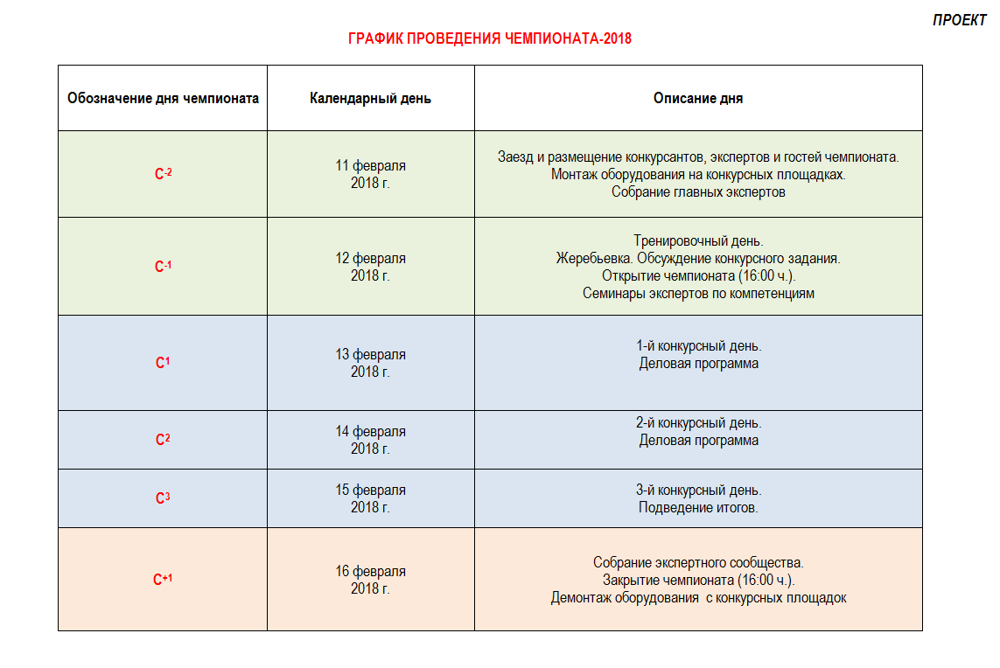 ПРОЕКТ
ГРАФИК ПРОВЕДЕНИЯ ЧЕМПИОНАТА-2018
Обозначение дня чемпионата
Календарный день
Описание дня
С-2
11 февраля
2018 г.
Заезд и размещение конкурсантов, экспертов и гостей чемпионата.
Монтаж оборудования на конкурсных площадках.
Собрание главных экспертов
С-1
12 февраля
2018 г.
Тренировочный день.
Жеребьевка. Обсуждение конкурсного задания.
Открытие чемпионата (16:00 ч.).
Семинары экспертов по компетенциям
С1
13 февраля
2018 г.
1-й конкурсный день.
Деловая программа
С2
14 февраля
2018 г.
2-й конкурсный день.
Деловая программа
С3
15 февраля
2018 г.
3-й конкурсный день.
Подведение итогов.
С+1
16 февраля
2018 г.
Собрание экспертного сообщества.
Закрытие чемпионата (16:00 ч.).
Демонтаж оборудования  с конкурсных площадок